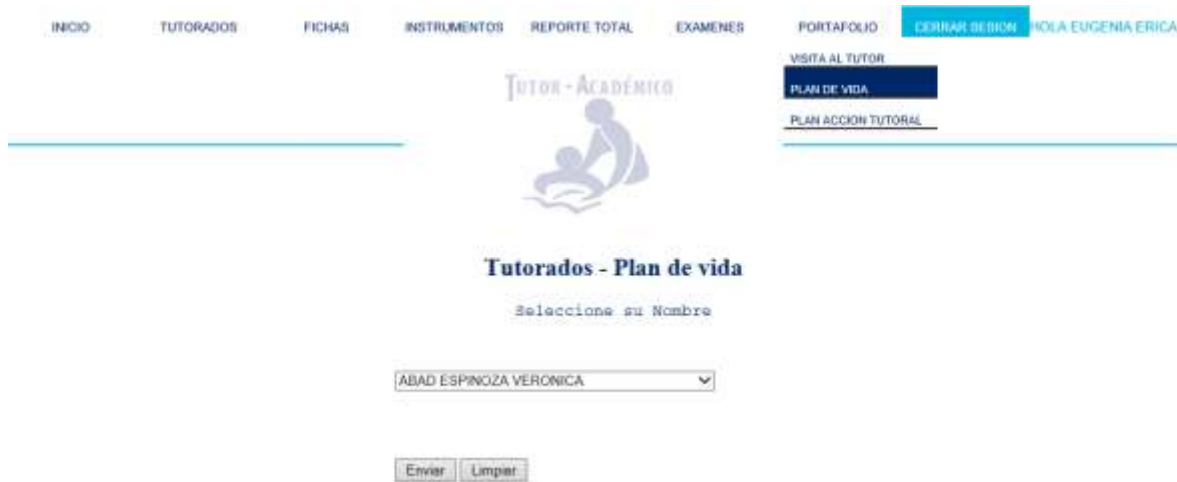 INICIO TUTORADOS FICHAS INSTRUMENTOS REPORTE TOTAL EXAMENES PORTAFOLIO CERRAR SESION HOLA EUGENIA ERICA
VISITA AL TUTOR
PLAN DE VIDA
PLAN ACCION TUTORAL
TUTOR - ACADÉMICO
Tutorados - Plan de vida
Seleccione su Nombre
ABAD ESPINOZA VERONICA
Enviar Limpiar